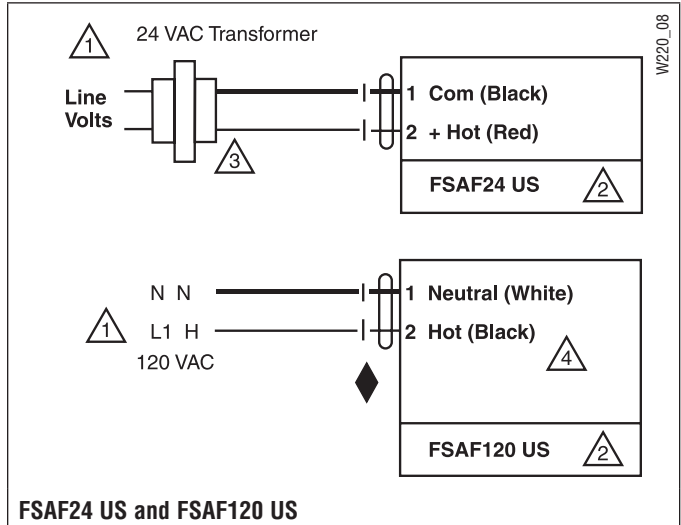 1 24 VAC Transformer
W220_08
Line
Volts
1 Com (Black)
2 + Hot (Red)
3
FSAF24 US 2
N N
1 Neutral (White)
1 L1 H
2 Hot (Black)
120 VAC
4
FSAF120 US 2
FSAF24 US and FSAF120 US